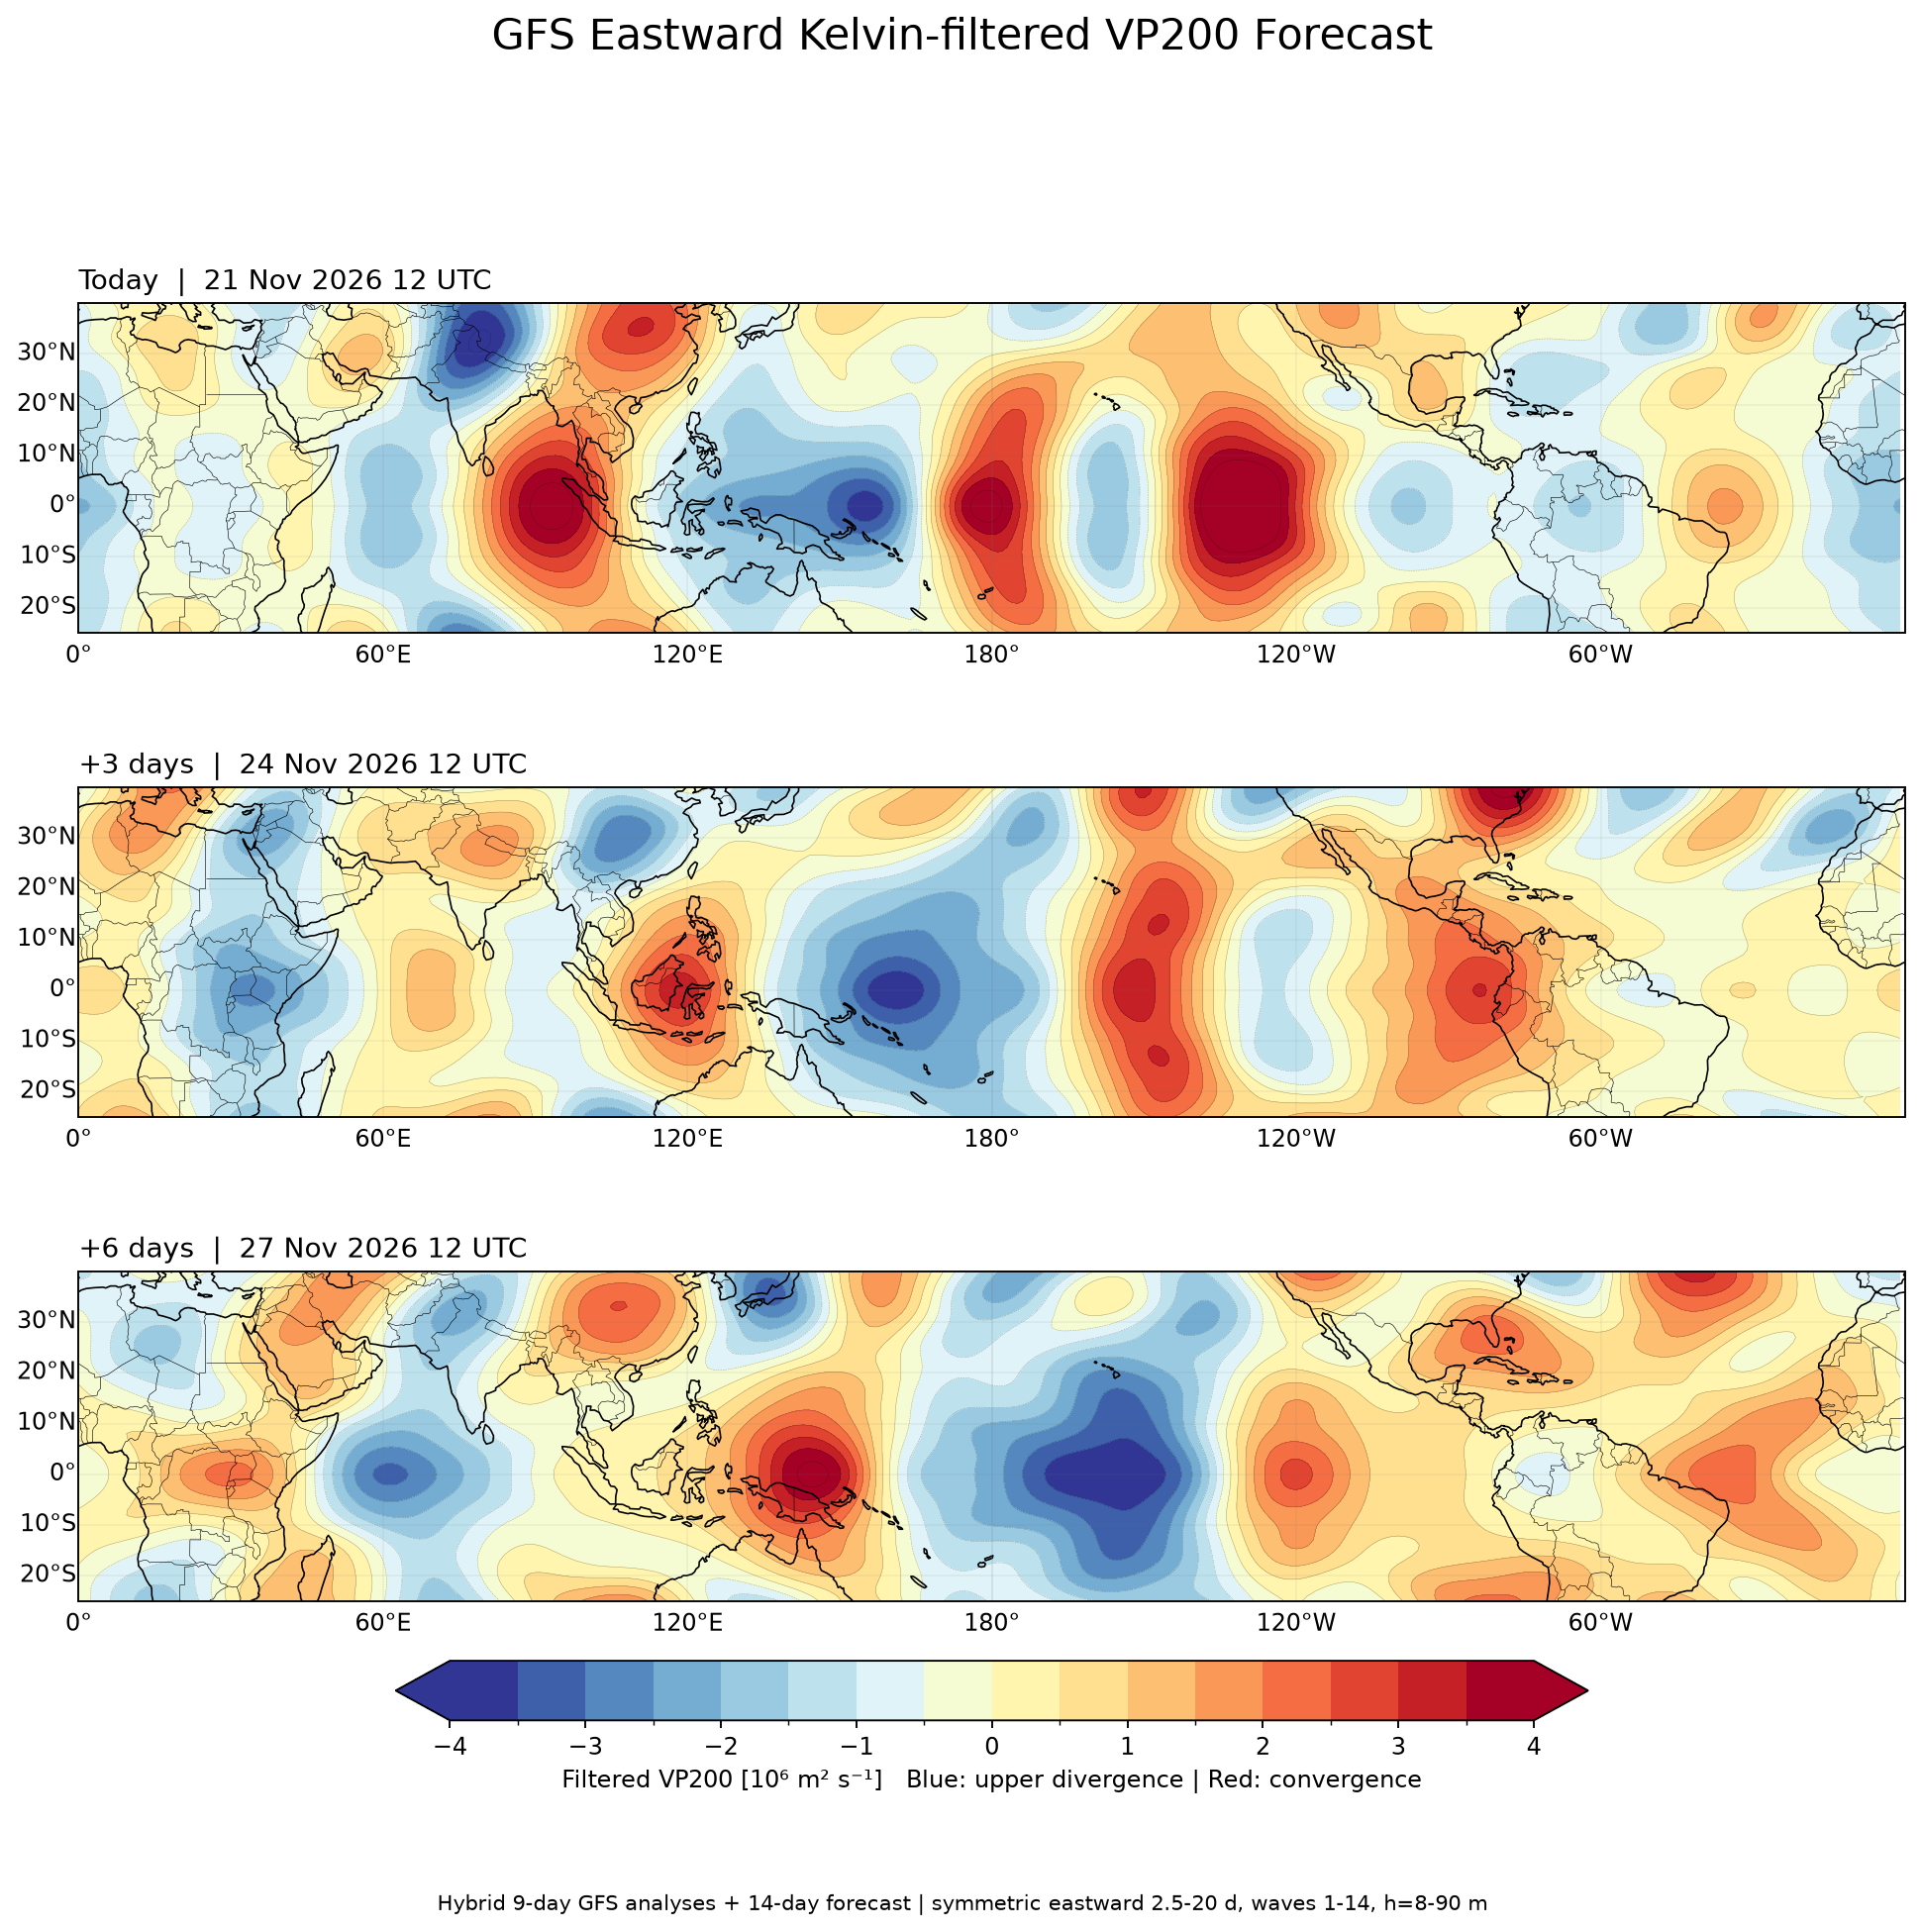 GFS Eastward Kelvin-filtered VP200 Forecast
Today | 21 Nov 2026 12 UTC
30°N
20°N
10°N
0°
10°S
20°S
0° 60°E 120°E 180° 120°W 60°W
+3 days | 24 Nov 2026 12 UTC
30°N
20°N
10°N
0°
10°S
20°S
0° 60°E 120°E 180° 120°W 60°W
+6 days | 27 Nov 2026 12 UTC
30°N
20°N
10°N
0°
10°S
20°S
0° 60°E 120°E 180° 120°W 60°W
−4 −3 −2 −1 0 1 2 3 4
Filtered VP200 [10⁶ m² s⁻¹] Blue: upper divergence | Red: convergence
Hybrid 9-day GFS analyses + 14-day forecast | symmetric eastward 2.5-20 d, waves 1-14, h=8-90 m